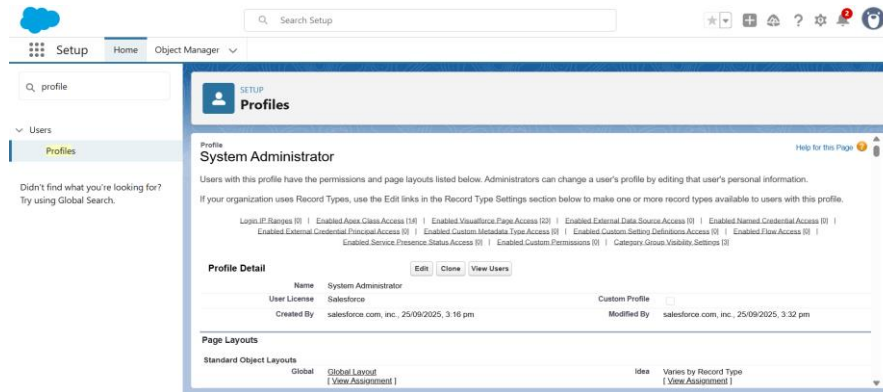 Search Setup
2
Setup
Home
Object Manager
profile
Users
Profiles
Didn't find what you're looking for?
Try using Global Search.
SETUP
Profiles
Profile
System Administrator
Help for this Page
Users with this profile have the permissions and page layouts listed below. Administrators can change a user's profile by editing that user's personal information.
If your organization uses Record Types, use the Edit links in the Record Type Settings section below to make one or more record types available to users with this profile.
Login IP Ranges [0] | Enabled Apex Class Access [14] | Enabled Visualforce Page Access [23] | Enabled External Data Source Access [0] | Enabled Named Credential Access [0] |
Enabled External Credential Principal Access [0] | Enabled Custom Metadata Type Access [0] | Enabled Custom Setting Definitions Access [0] | Enabled Flow Access [0] |
Enabled Service Presence Status Access [0] | Enabled Custom Permissions [0] | Category Group Visibility Settings [3]
Profile Detail
Edit Clone View Users
Name System Administrator
User License Salesforce Custom Profile
Created By salesforce.com, inc., 25/09/2025, 3:16 pm Modified By salesforce.com, inc., 25/09/2025, 3:32 pm
Page Layouts
Standard Object Layouts
Global Global Layout Idea Varies by Record Type
[ View Assignment ] [ View Assignment ]